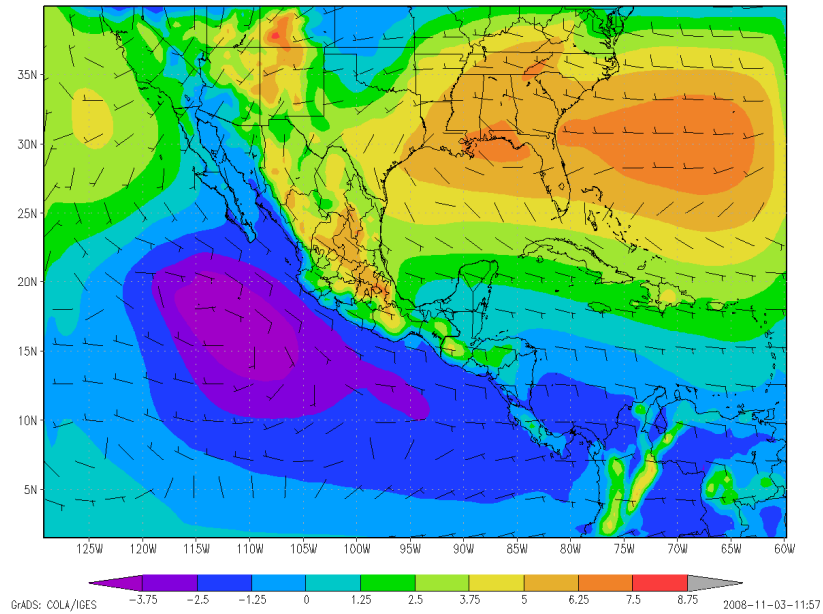 35N
30N
25N
20N
15N
10N
5N
125W 120W 115W 110W 105W 100W 95W 90W 85W 80W 75W 70W 65W 60W
-3.75 -2.5 -1.25 0 1.25 2.5 3.75 5 6.25 7.5 8.75
GrADS: COLA/IGES 2008-11-03-11:57